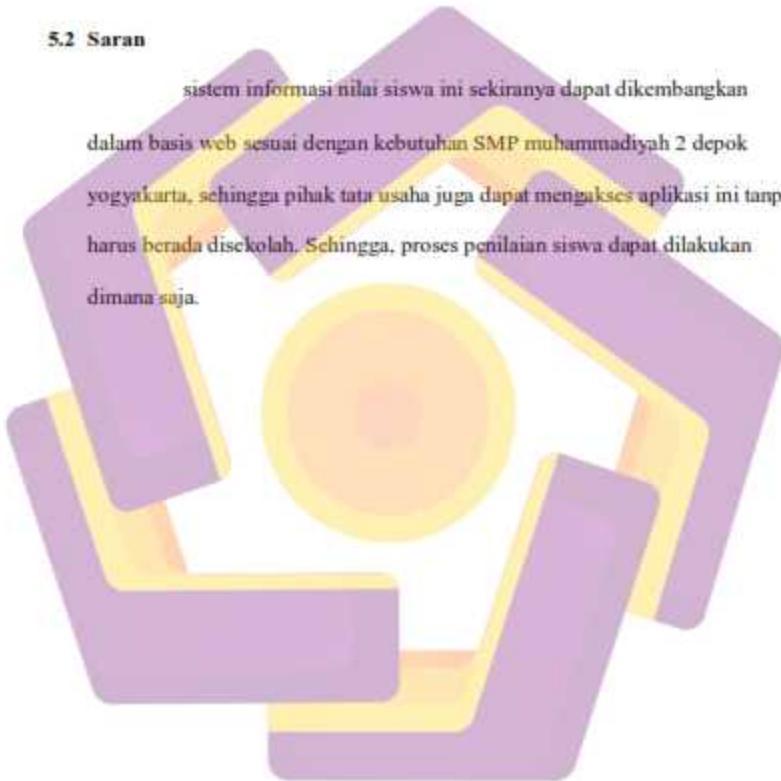 5.2 Saran
sistem informasi nilai siswa ini sekiranya dapat dikembangkan
dalam basis web sesuai dengan kebutuhan SMP muhammadiyah 2 depok
yogyakarta, sehingga pihak tata usaha juga dapat mengakses aplikasi ini tanp
harus berada disekolah. Sehingga, proses penilaian siswa dapat dilakukan
dimana saja.